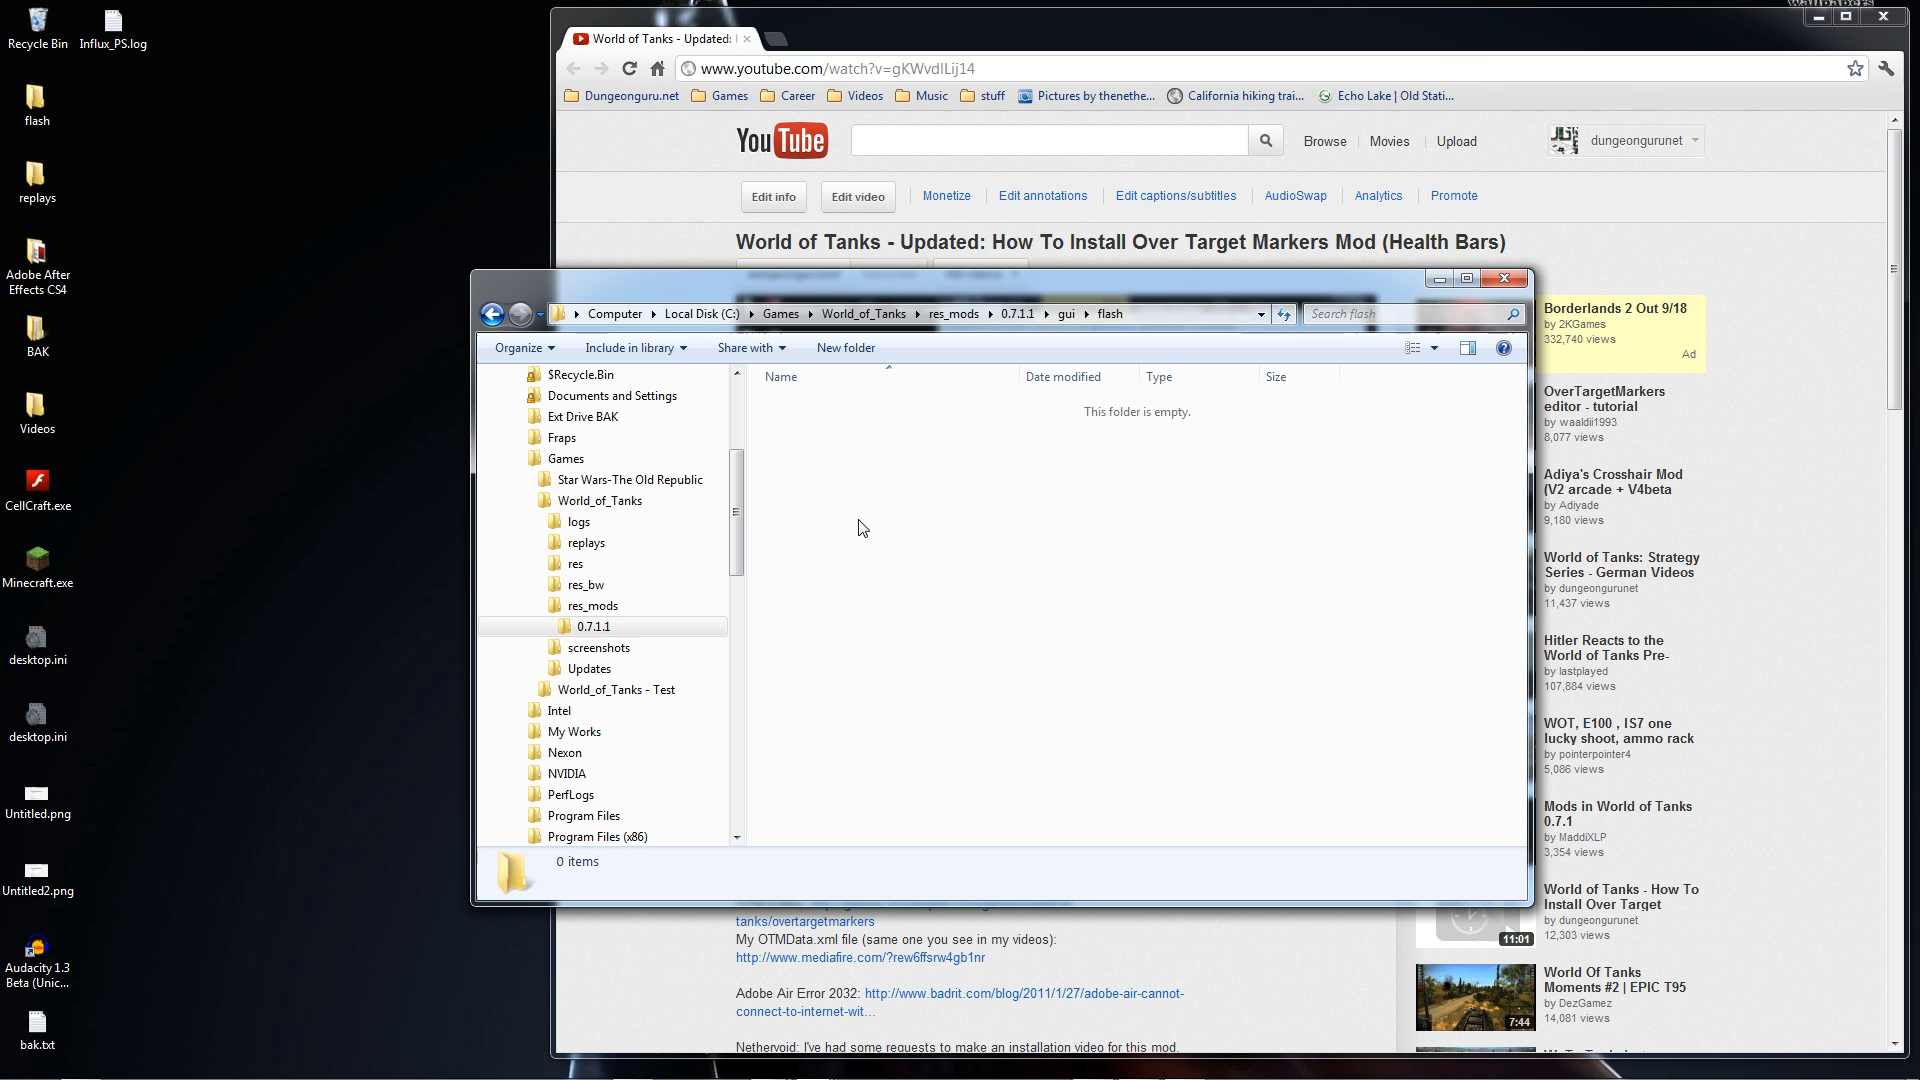 Recycle Bin
Influx_PS.log
flash
replays
Adobe After
Effects CS4
BAK
Videos
CellCraft.exe
Minecraft.exe
desktop.ini
desktop.ini
Untitled.png
Untitled2.png
Audacity 1.3
Beta (Unic...
bak.txt
World of Tanks - Updated:
www.youtube.com/watch?v=gKWvdlLij14
Dungeonguru.net
Games
Career
Videos
Music
stuff
Pictures by thenethe...
California hiking trai...
Echo Lake | Old Stati...
YouTube
Browse
Movies
Upload
dungeongurunet
Edit info
Edit video
Monetize
Edit annotations
Edit captions/subtitles
AudioSwap
Analytics
Promote
World of Tanks - Updated: How To Install Over Target Markers Mod (Health Bars)
Computer
Local Disk (C:)
Games
World_of_Tanks
res_mods
0.7.1.1
gui
flash
Search flash
Organize
Include in library
Share with
New folder
$Recycle.Bin
Documents and Settings
Ext Drive BAK
Fraps
Games
Star Wars-The Old Republic
World_of_Tanks
logs
replays
res
res_bw
res_mods
0.7.1.1
screenshots
Updates
World_of_Tanks - Test
Intel
My Works
Nexon
NVIDIA
PerfLogs
Program Files
Program Files (x86)
Name
Date modified
Type
Size
This folder is empty.
0 items
tanks/overtargetmarkers
My OTMData.xml file (same one you see in my videos):
http://www.mediafire.com/?rew6ffsrw4gb1nr
Adobe Air Error 2032: http://www.badrit.com/blog/2011/1/27/adobe-air-cannot-
connect-to-internet-wit...
Nethervoid: I've had some requests to make an installation video for this mod.
Borderlands 2 Out 9/18
by 2KGames
332,740 views
Ad
OverTargetMarkers
editor - tutorial
by waaldii1993
8,077 views
Adiya's Crosshair Mod
(V2 arcade + V4beta
by Adiyade
9,180 views
World of Tanks: Strategy
Series - German Videos
by dungeongurunet
11,437 views
Hitler Reacts to the
World of Tanks Pre-
by lastplayed
107,884 views
WOT, E100 , IS7 one
lucky shoot, ammo rack
by pointerpointer4
5,086 views
Mods in World of Tanks
0.7.1
by MaddiXLP
3,354 views
World of Tanks - How To
Install Over Target
by dungeongurunet
12,303 views
11:01
World Of Tanks
Moments #2 | EPIC T95
by DezGamez
14,081 views
7:44